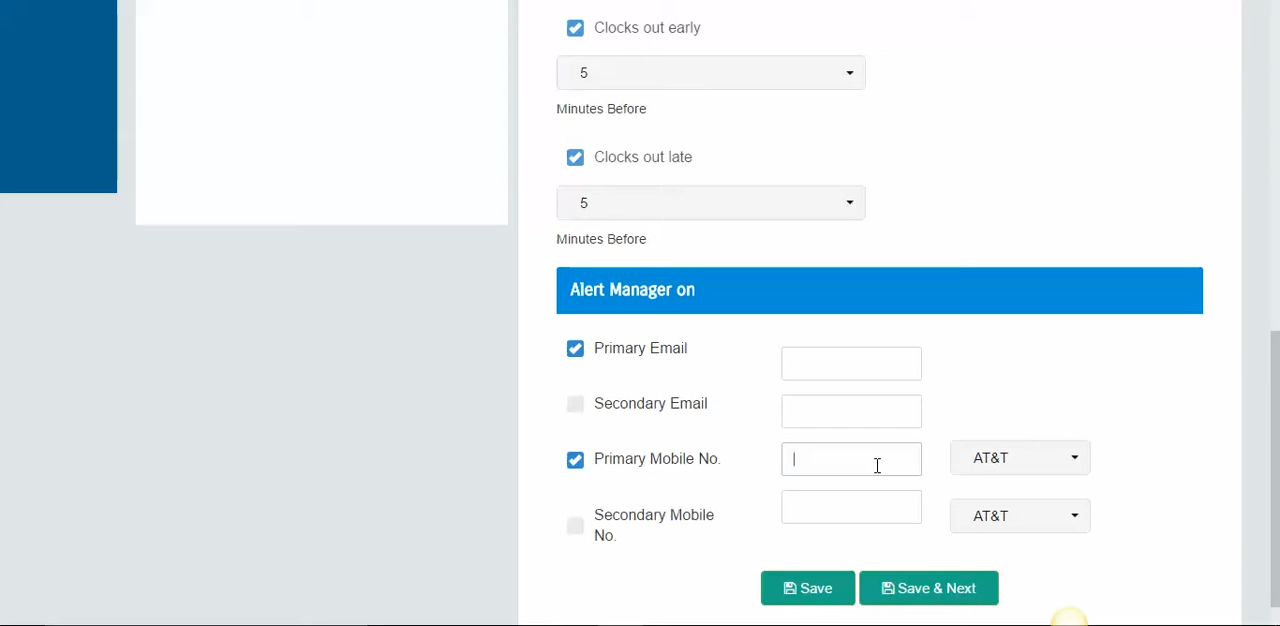 Clocks out early
5
Minutes Before
Clocks out late
5
Minutes Before
Alert Manager on
Primary Email
Secondary Email
Primary Mobile No.
AT&T
Secondary Mobile
No.
AT&T
Save
Save & Next